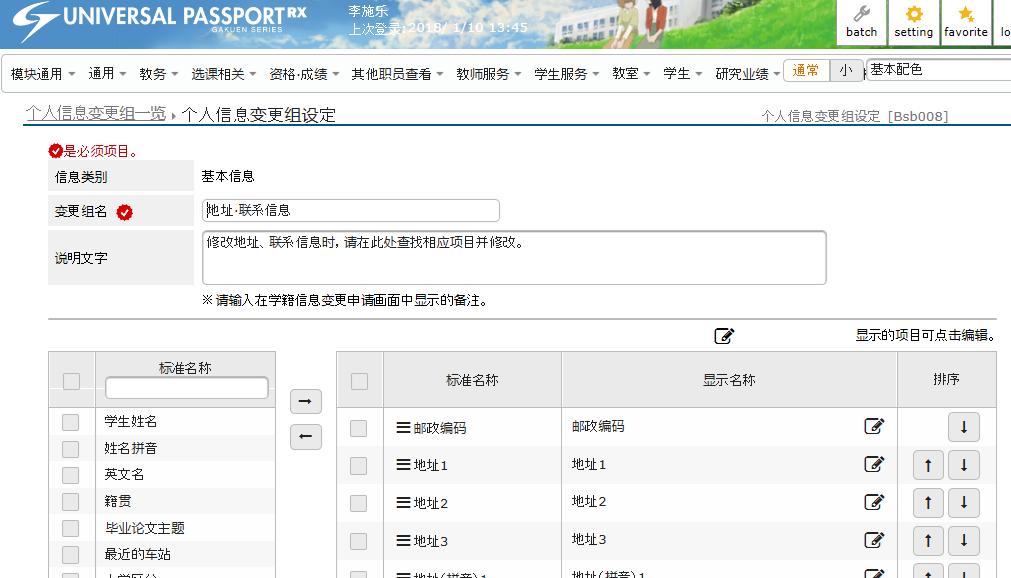 UNIVERSAL PASSPORT RX
GAKUEN SERIES
李施乐
上次登录:2018/ 1/10 13:45
batch
setting
favorite
lo
模块通用 通用 教务 选课相关 资格·成绩 其他职员查看 教师服务 学生服务 教室 学生 研究业绩 通常 小 基本配色
个人信息变更组一览 个人信息变更组设定
个人信息变更组设定 [Bsb008]
是必须项目。
信息类别 基本信息
变更组名 地址·联系信息
说明文字 修改地址、联系信息时, 请在此处查找相应项目并修改。
※请输入在学籍信息变更申请画面中显示的备注。
显示的项目可点击编辑。
标准名称
学生姓名
姓名拼音
英文名
籍贯
毕业论文主题
最近的车站
→
←
标准名称 显示名称 排序
邮政编码 邮政编码 ↓
地址1 地址1 ↑ ↓
地址2 地址2 ↑ ↓
地址3 地址3 ↑ ↓
地址(拼音)1 地址(拼音)1 ↑ ↓